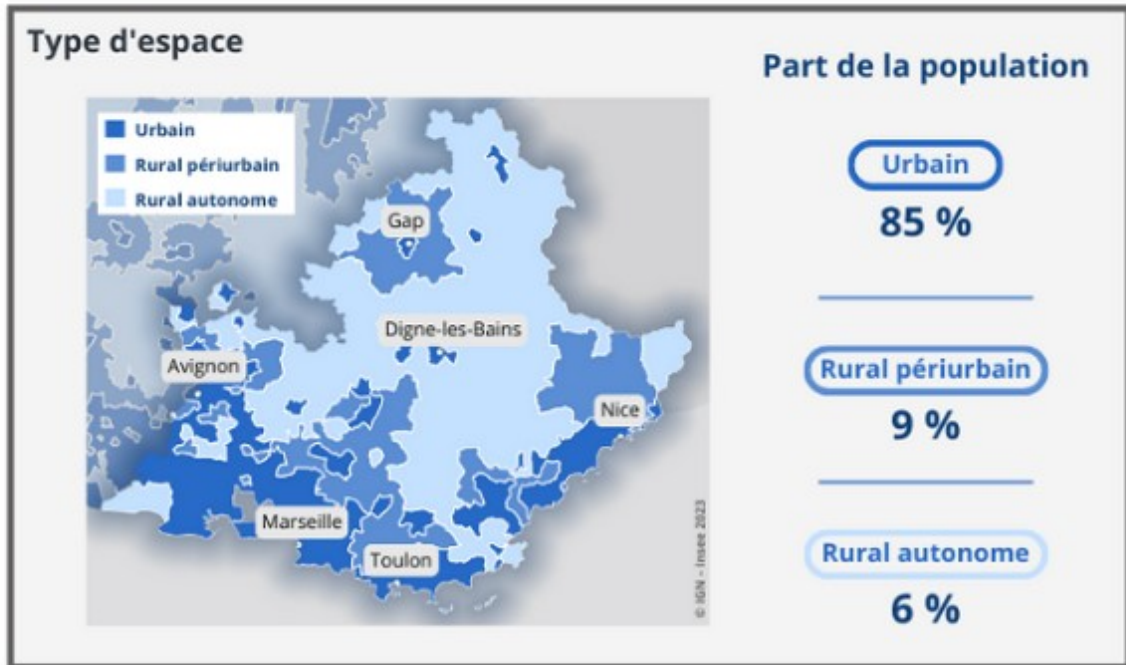 Type d'espace
Part de la population
Urbain
Rural périurbain
Rural autonome
Gap
Digne-les-Bains
Avignon
Nice
Marseille
Toulon
© IGN - Insee 2023
Urbain
85 %
Rural périurbain
9 %
Rural autonome
6 %